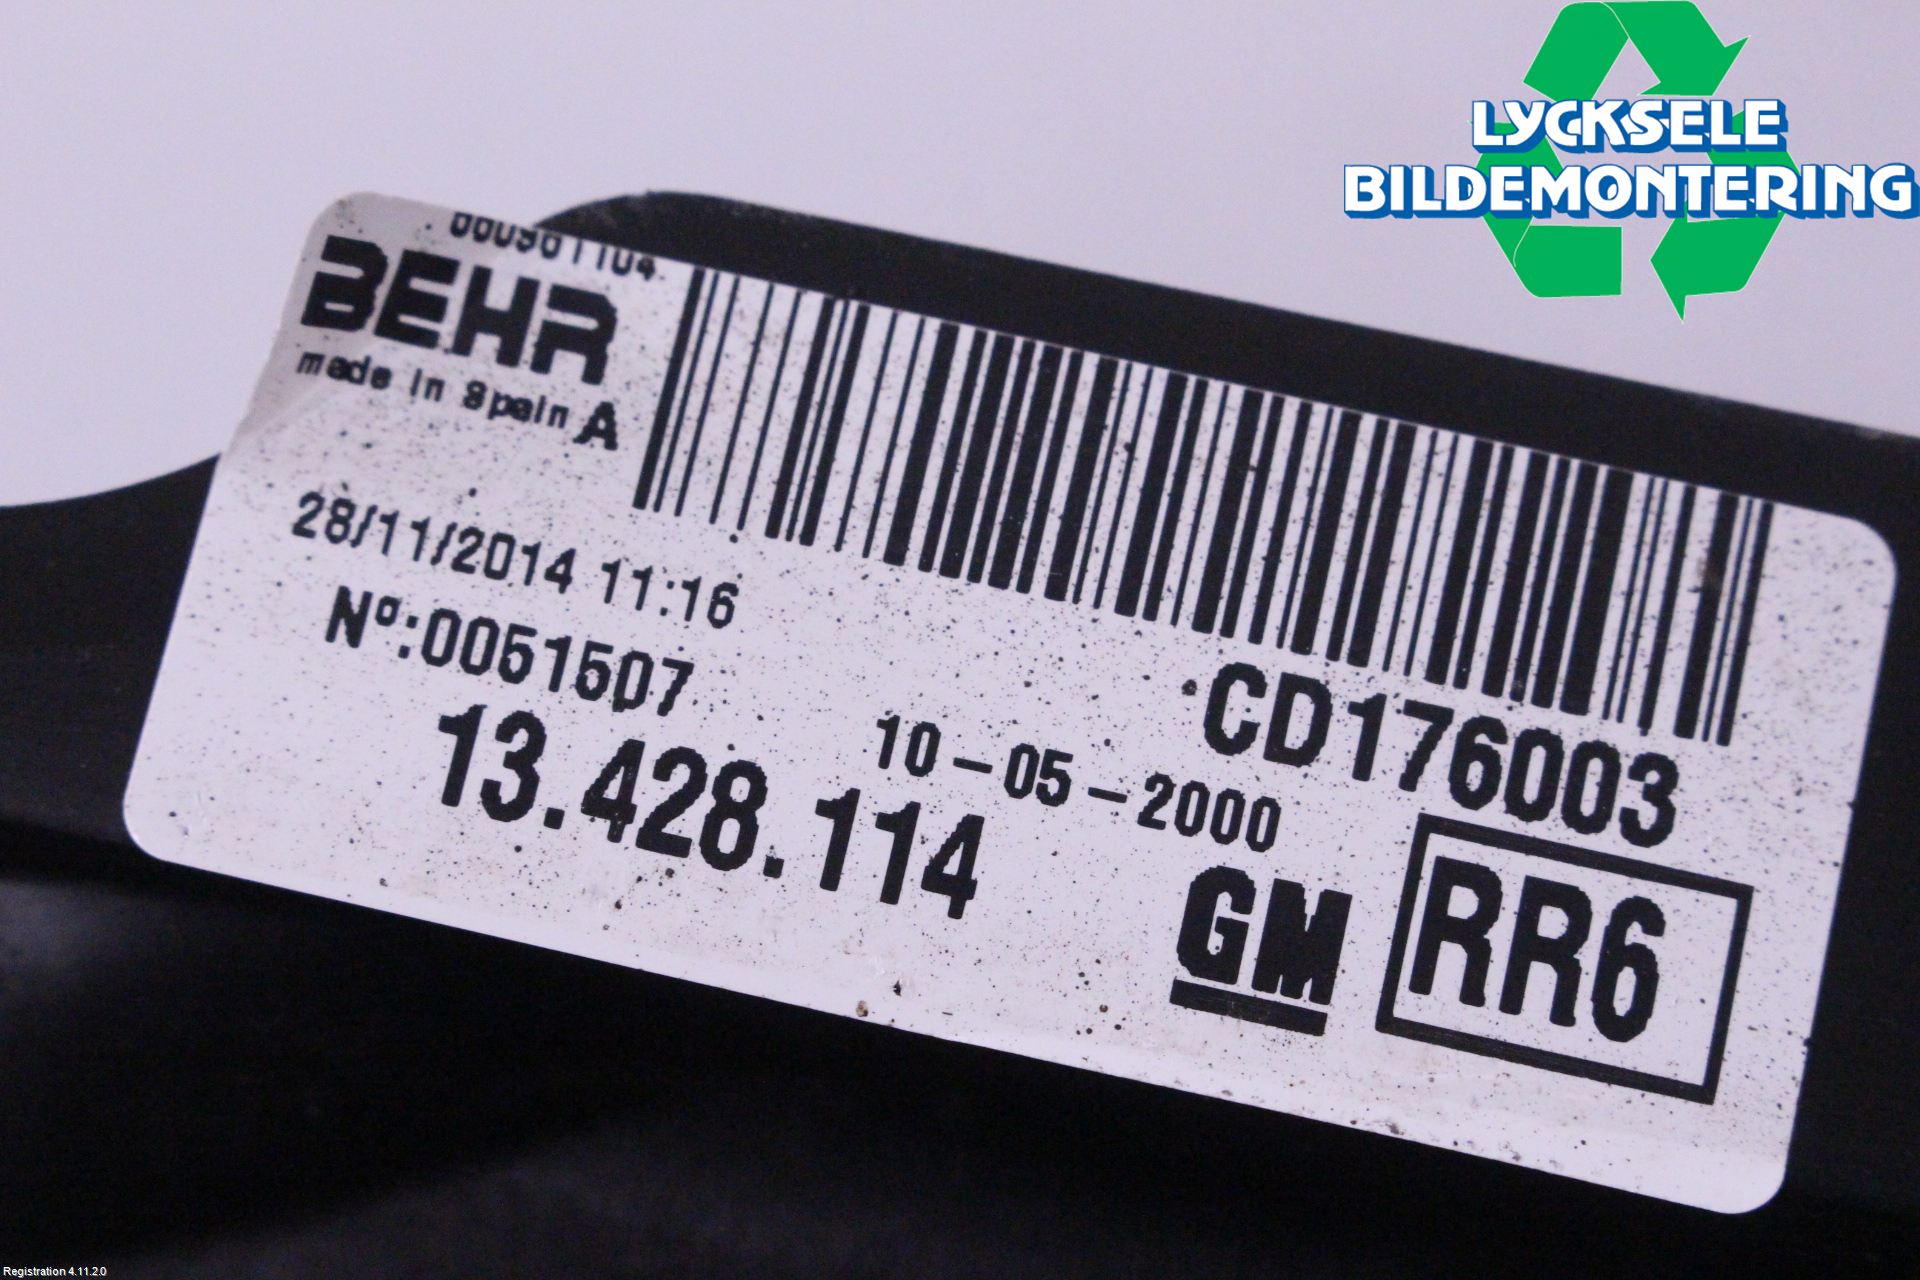 LYCKSELE
BILDEMONTERING
BEHR
made in Spain A
28/11/2014 11:16
Nº:0051507
CD176003
10-05-2000
13.428.114
GM
RR6
Registration 4.11.2.0